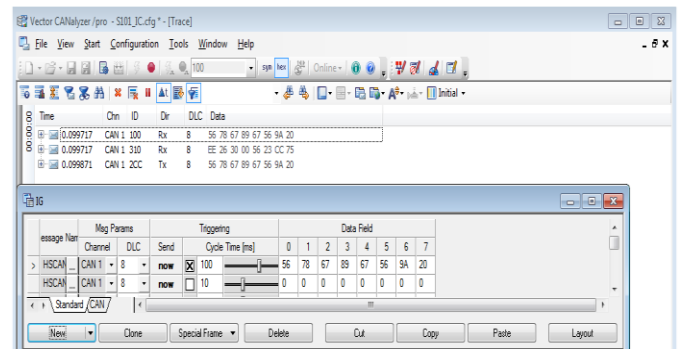 Vector CANalyzer /pro - S101_IC.cfg * - [Trace]
File View Start Configuration Tools Window Help
100 sym hex Online
Initial
Time Chn ID Dir DLC Data
0.099717 CAN 1 100 Rx 8 56 78 67 89 67 56 9A 20
0.099717 CAN 1 310 Rx 8 EE 26 30 00 56 23 CC 75
0.099871 CAN 1 2CC Tx 8 56 78 67 89 67 56 9A 20
IG
essage Nam Msg Params Triggering Data Field
Channel DLC Send Cycle Time [ms] 0 1 2 3 4 5 6 7
HSCAN_ CAN 1 8 now 100 56 78 67 89 67 56 9A 20
HSCAN_ CAN 1 8 now 10 0 0 0 0 0 0 0 0
Standard CAN
New Clone Special Frame Delete Cut Copy Paste Layout